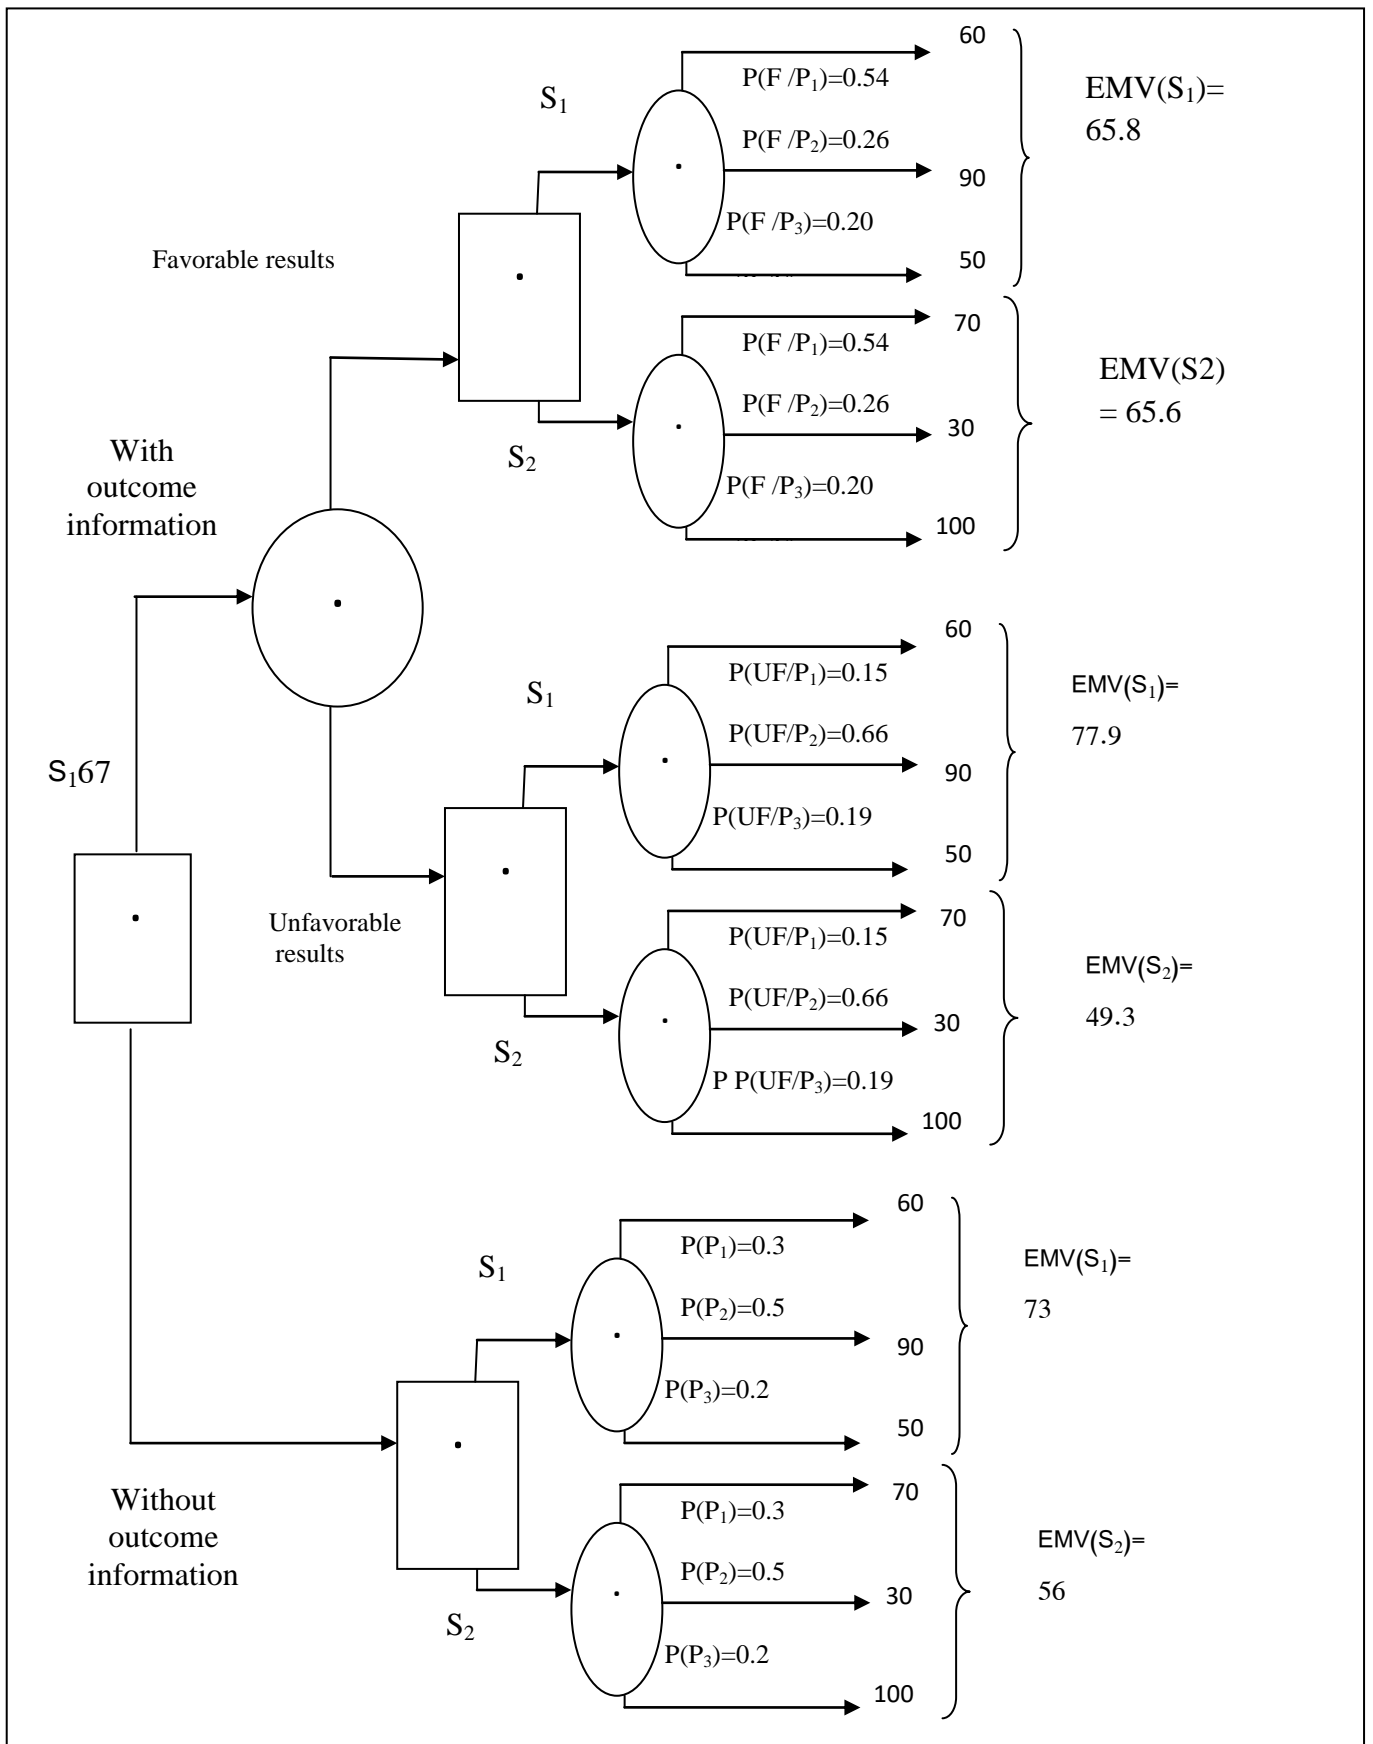 60
P(F /P₁)=0.54
EMV(S₁)=
65.8
S₁
P(F /P₂)=0.26
90
P(F /P₃)=0.20
50
Favorable results
70
P(F /P₁)=0.54
EMV(S2)
= 65.6
P(F /P₂)=0.26
30
S₂
P(F /P₃)=0.20
100
With
outcome
information
60
P(UF/P₁)=0.15
EMV(S₁)=
77.9
S₁
P(UF/P₂)=0.66
90
P(UF/P₃)=0.19
50
S₁67
Unfavorable
results
70
P(UF/P₁)=0.15
EMV(S₂)=
49.3
P(UF/P₂)=0.66
30
S₂
P P(UF/P₃)=0.19
100
60
P(P₁)=0.3
EMV(S₁)=
73
S₁
P(P₂)=0.5
90
P(P₃)=0.2
50
Without
outcome
information
70
P(P₁)=0.3
EMV(S₂)=
56
P(P₂)=0.5
30
S₂
P(P₃)=0.2
100